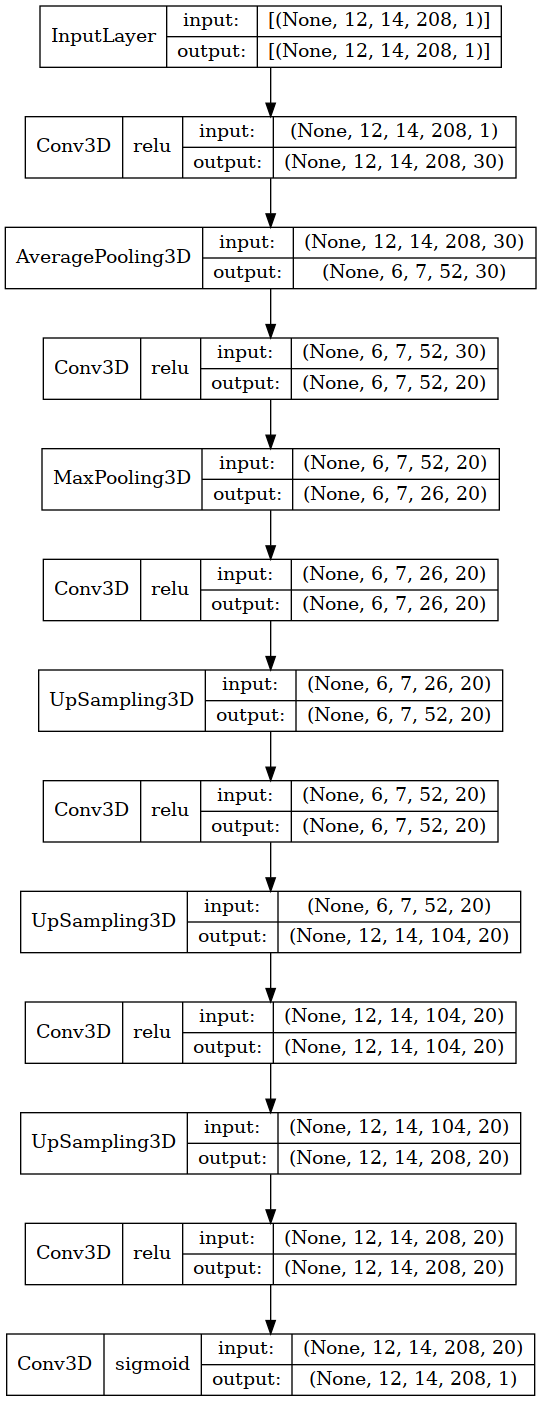 InputLayer
input: [(None, 12, 14, 208, 1)]
output: [(None, 12, 14, 208, 1)]
Conv3D relu
input: (None, 12, 14, 208, 1)
output: (None, 12, 14, 208, 30)
AveragePooling3D
input: (None, 12, 14, 208, 30)
output: (None, 6, 7, 52, 30)
Conv3D relu
input: (None, 6, 7, 52, 30)
output: (None, 6, 7, 52, 20)
MaxPooling3D
input: (None, 6, 7, 52, 20)
output: (None, 6, 7, 26, 20)
Conv3D relu
input: (None, 6, 7, 26, 20)
output: (None, 6, 7, 26, 20)
UpSampling3D
input: (None, 6, 7, 26, 20)
output: (None, 6, 7, 52, 20)
Conv3D relu
input: (None, 6, 7, 52, 20)
output: (None, 6, 7, 52, 20)
UpSampling3D
input: (None, 6, 7, 52, 20)
output: (None, 12, 14, 104, 20)
Conv3D relu
input: (None, 12, 14, 104, 20)
output: (None, 12, 14, 104, 20)
UpSampling3D
input: (None, 12, 14, 104, 20)
output: (None, 12, 14, 208, 20)
Conv3D relu
input: (None, 12, 14, 208, 20)
output: (None, 12, 14, 208, 20)
Conv3D sigmoid
input: (None, 12, 14, 208, 20)
output: (None, 12, 14, 208, 1)